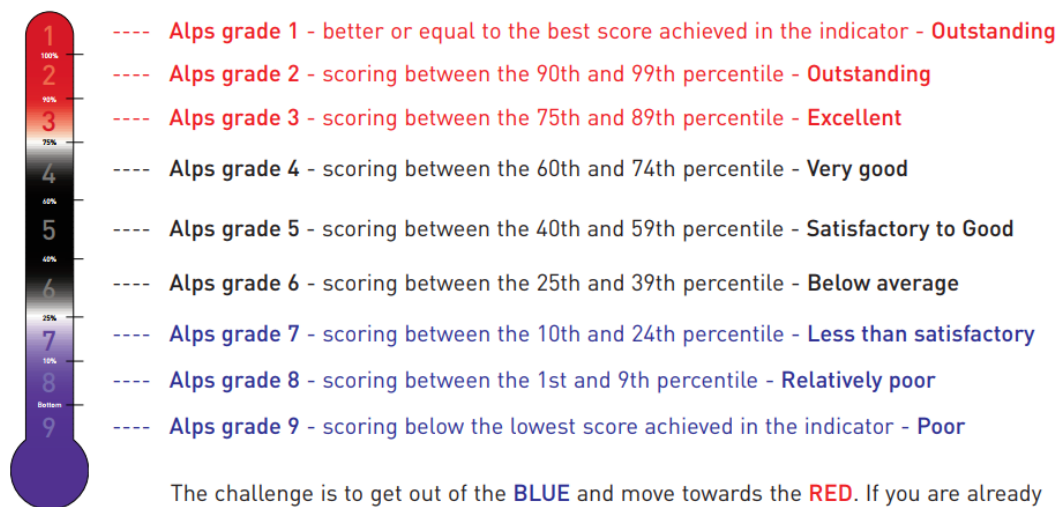 1
---- Alps grade 1 - better or equal to the best score achieved in the indicator - Outstanding
100%
2
---- Alps grade 2 - scoring between the 90th and 99th percentile - Outstanding
90%
3
---- Alps grade 3 - scoring between the 75th and 89th percentile - Excellent
75%
4
---- Alps grade 4 - scoring between the 60th and 74th percentile - Very good
60%
5
---- Alps grade 5 - scoring between the 40th and 59th percentile - Satisfactory to Good
40%
6
---- Alps grade 6 - scoring between the 25th and 39th percentile - Below average
25%
7
---- Alps grade 7 - scoring between the 10th and 24th percentile - Less than satisfactory
10%
8
---- Alps grade 8 - scoring between the 1st and 9th percentile - Relatively poor
Bottom
9
---- Alps grade 9 - scoring below the lowest score achieved in the indicator - Poor
The challenge is to get out of the BLUE and move towards the RED. If you are already